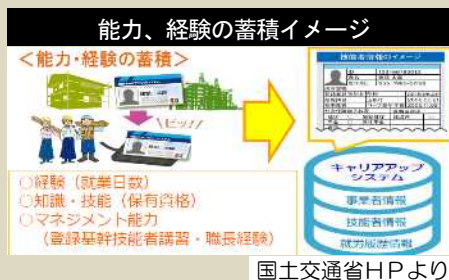 能力、経験の蓄積イメージ
＜能力・経験の蓄積＞
ピッ!!
○経験（就業日数）
○知識・技能（保有資格）
○マネジメント能力
（登録基幹技能者講習・職長経験）
技能者情報のイメージ
キャリアアップ
システム
事業者情報
技能者情報
就労履歴情報
国土交通省ＨＰより